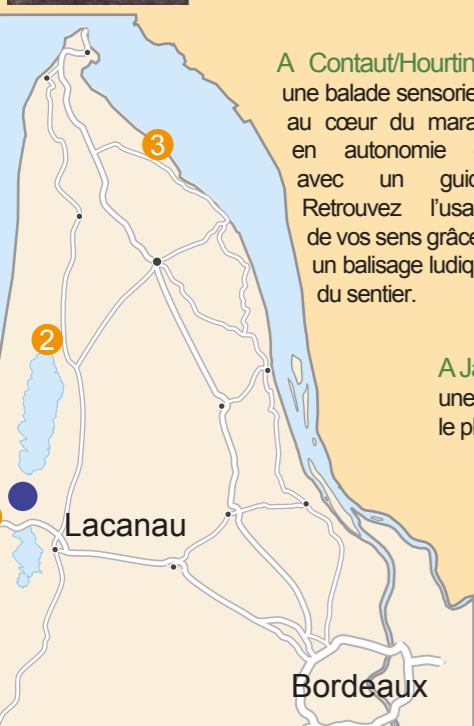 A Contaut/Hourtin
une balade sensorie
au cœur du mara
en autonomie
avec un guid
Retrouvez l'usa
de vos sens grâce
un balisage ludiq
du sentier.
3
2
A Ja
une
le pl
Lacanau
Bordeaux